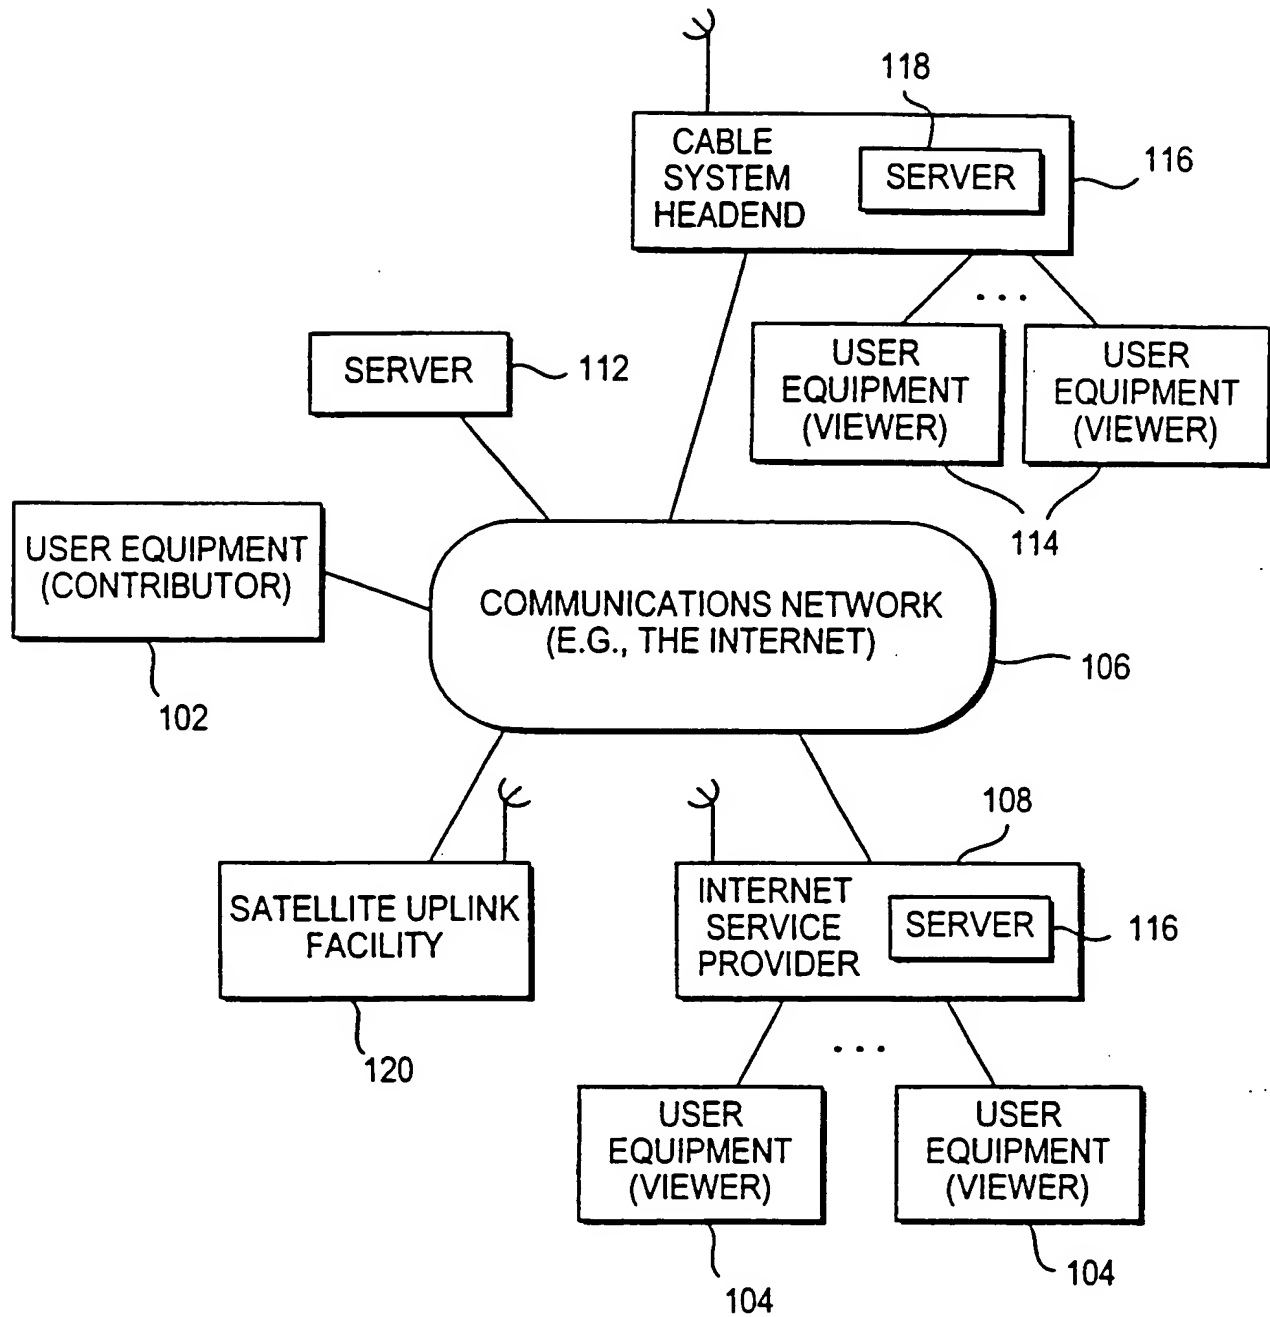 118
CABLE
SYSTEM
HEADEND
SERVER
116
SERVER
112
USER
EQUIPMENT
(VIEWER)
USER
EQUIPMENT
(VIEWER)
114
USER EQUIPMENT
(CONTRIBUTOR)
102
COMMUNICATIONS NETWORK
(E.G., THE INTERNET)
106
108
SATELLITE UPLINK
FACILITY
120
INTERNET
SERVICE
PROVIDER
SERVER
116
...
...
USER
EQUIPMENT
(VIEWER)
104
USER
EQUIPMENT
(VIEWER)
104